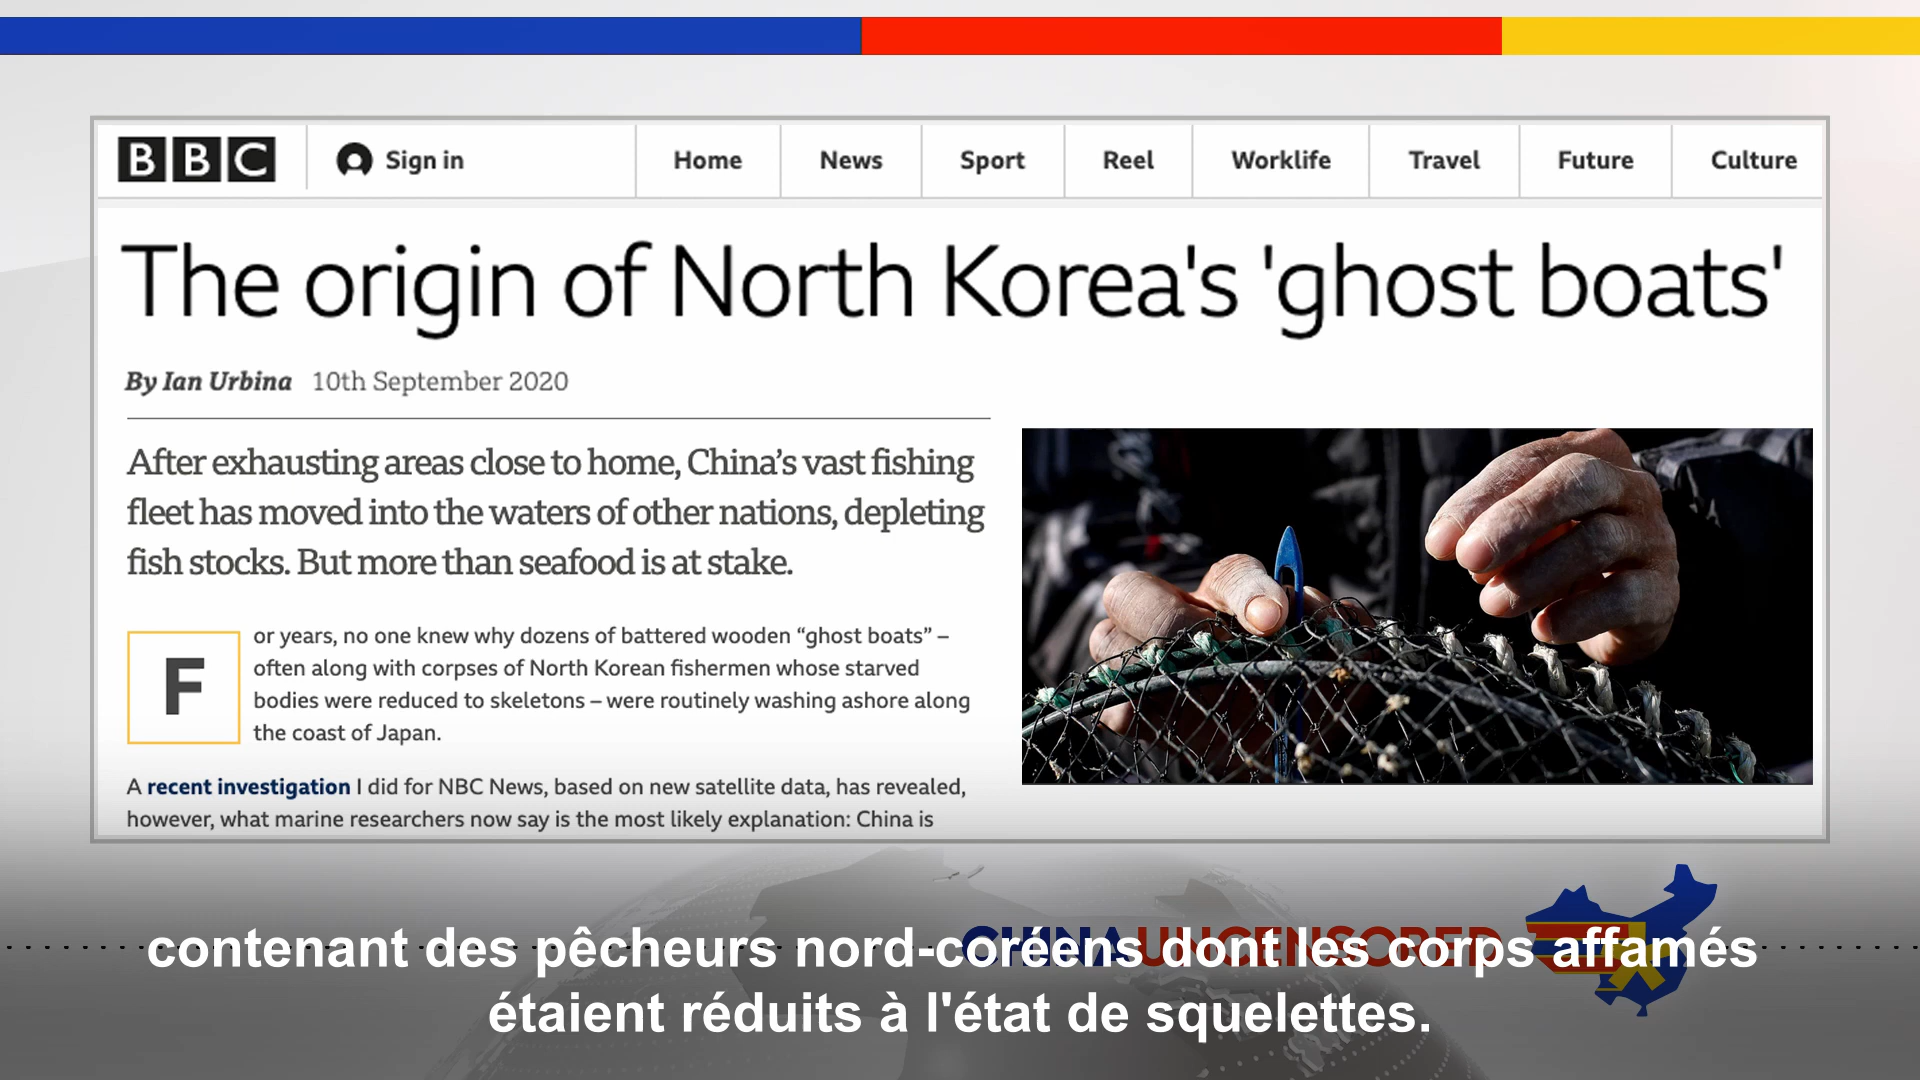 BBC
Sign in
Home
News
Sport
Reel
Worklife
Travel
Future
Culture
The origin of North Korea's 'ghost boats'
By Ian Urbina 10th September 2020
After exhausting areas close to home, China’s vast fishing
fleet has moved into the waters of other nations, depleting
fish stocks. But more than seafood is at stake.
For years, no one knew why dozens of battered wooden “ghost boats” –
often along with corpses of North Korean fishermen whose starved
bodies were reduced to skeletons – were routinely washing ashore along
the coast of Japan.
A recent investigation I did for NBC News, based on new satellite data, has revealed,
however, what marine researchers now say is the most likely explanation: China is
CHINA UNCENSORED
contenant des pêcheurs nord-coréens dont les corps affamés
étaient réduits à l'état de squelettes.